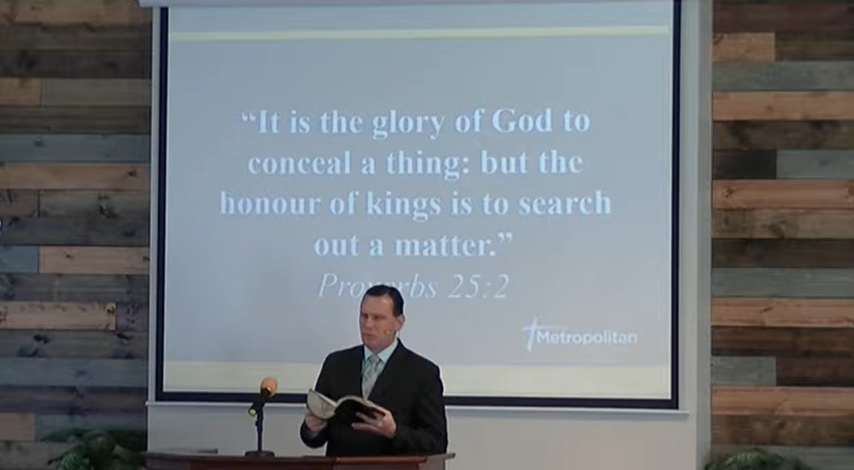 “It is the glory of God to
conceal a thing: but the
honour of kings is to search
out a matter.”
Proverbs 25:2
Metropolitan